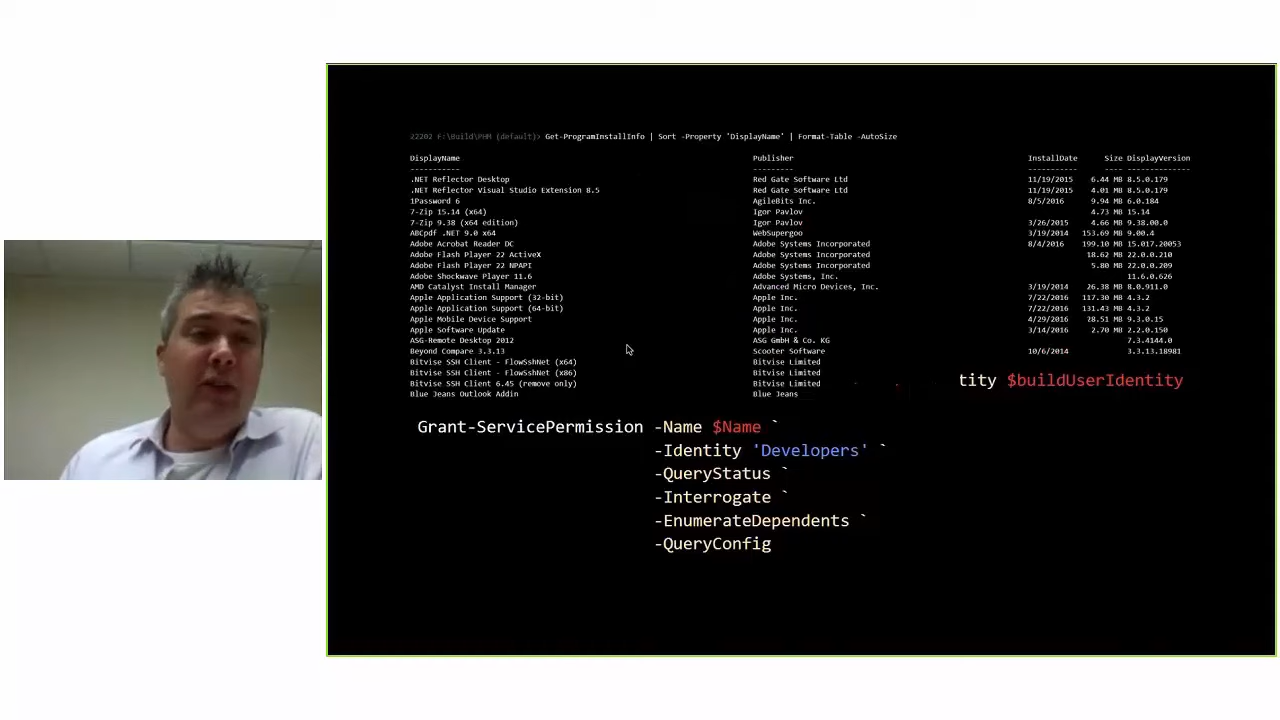 22202 F:\Build\PHM (default)> Get-ProgramInstallInfo | Sort -Property 'DisplayName' | Format-Table -AutoSize
DisplayName Publisher InstallDate Size DisplayVersion
----------- --------- ----------- ---- --------------
.NET Reflector Desktop Red Gate Software Ltd 11/19/2015 6.44 MB 8.5.0.179
.NET Reflector Visual Studio Extension 8.5 Red Gate Software Ltd 11/19/2015 4.01 MB 8.5.0.179
1Password 6 AgileBits Inc. 8/5/2016 9.94 MB 6.0.184
7-Zip 15.14 (x64) Igor Pavlov 4.73 MB 15.14
7-Zip 9.38 (x64 edition) Igor Pavlov 3/26/2015 4.66 MB 9.38.00.0
ABCpdf .NET 9.0 x64 WebSupergoo 3/19/2014 153.69 MB 9.00.4
Adobe Acrobat Reader DC Adobe Systems Incorporated 8/4/2016 199.10 MB 15.017.20053
Adobe Flash Player 22 ActiveX Adobe Systems Incorporated 18.62 MB 22.0.0.210
Adobe Flash Player 22 NPAPI Adobe Systems Incorporated 5.80 MB 22.0.0.209
Adobe Shockwave Player 11.6 Adobe Systems, Inc. 11.6.0.626
AMD Catalyst Install Manager Advanced Micro Devices, Inc. 3/19/2014 26.38 MB 8.0.911.0
Apple Application Support (32-bit) Apple Inc. 7/22/2016 117.30 MB 4.3.2
Apple Application Support (64-bit) Apple Inc. 7/22/2016 131.43 MB 4.3.2
Apple Mobile Device Support Apple Inc. 4/29/2016 28.51 MB 9.3.0.15
Apple Software Update Apple Inc. 3/14/2016 2.70 MB 2.2.0.150
ASG-Remote Desktop 2012 ASG GmbH & Co. KG 7.3.4144.0
Beyond Compare 3.3.13 Scooter Software 10/6/2014 3.3.13.18981
Bitvise SSH Client - FlowSshNet (x64) Bitvise Limited
Bitvise SSH Client - FlowSshNet (x86) Bitvise Limited
Bitvise SSH Client 6.45 (remove only) Bitvise Limited
tity $buildUserIdentity
Blue Jeans Outlook Addin Blue Jeans
Grant-ServicePermission -Name $Name `
-Identity 'Developers' `
-QueryStatus `
-Interrogate `
-EnumerateDependents `
-QueryConfig